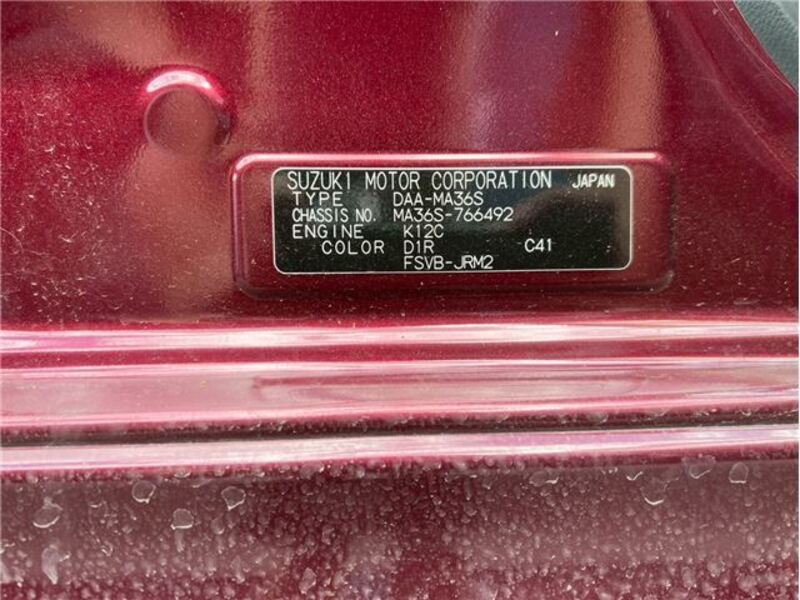 SUZUKI MOTOR CORPORATION JAPAN
TYPE DAA-MA36S
CHASSIS NO. MA36S-766492
ENGINE K12C
COLOR D1R C41
FSVB-JRM2